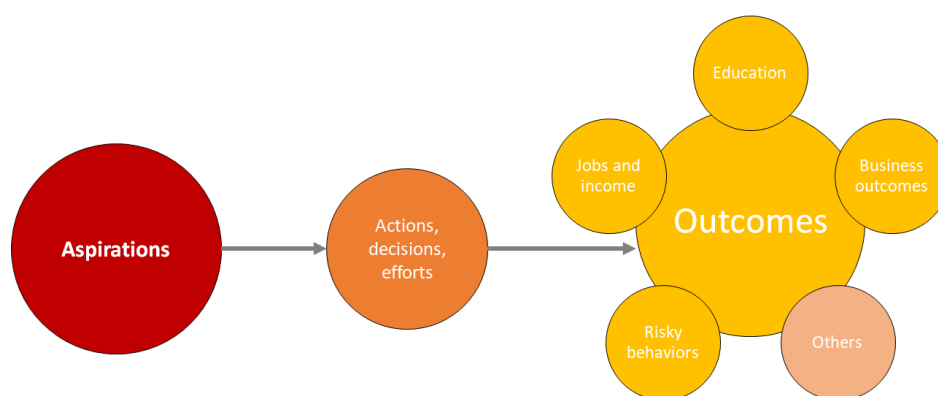 Aspirations
Actions,
decisions,
efforts
Outcomes
Education
Jobs and
income
Business
outcomes
Risky
behaviors
Others